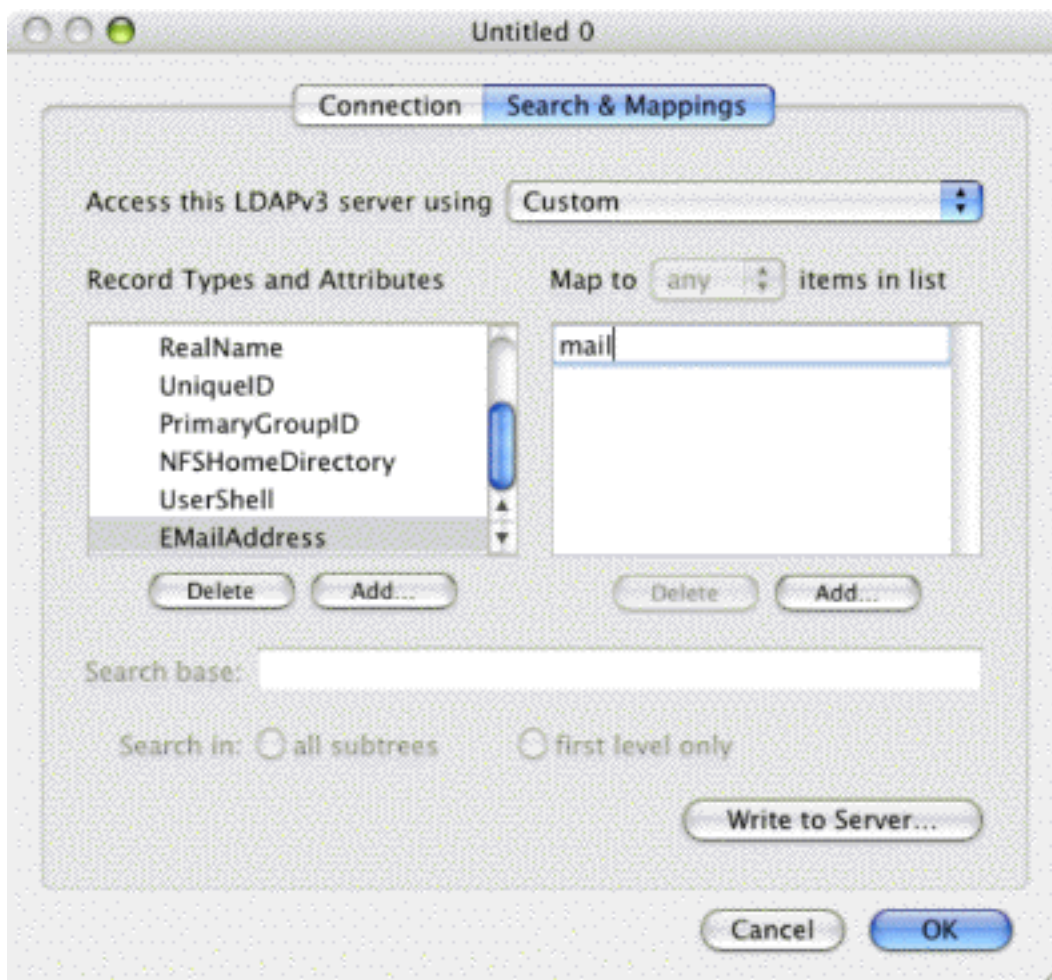 Untitled 0
Connection Search & Mappings
Access this LDAPv3 server using Custom
Record Types and Attributes
Map to any items in list
RealName
UniqueID
PrimaryGroupID
NFSHomeDirectory
UserShell
EMailAddress
mail
Delete Add...
Delete Add...
Search base:
Search in: all subtrees first level only
Write to Server...
Cancel OK